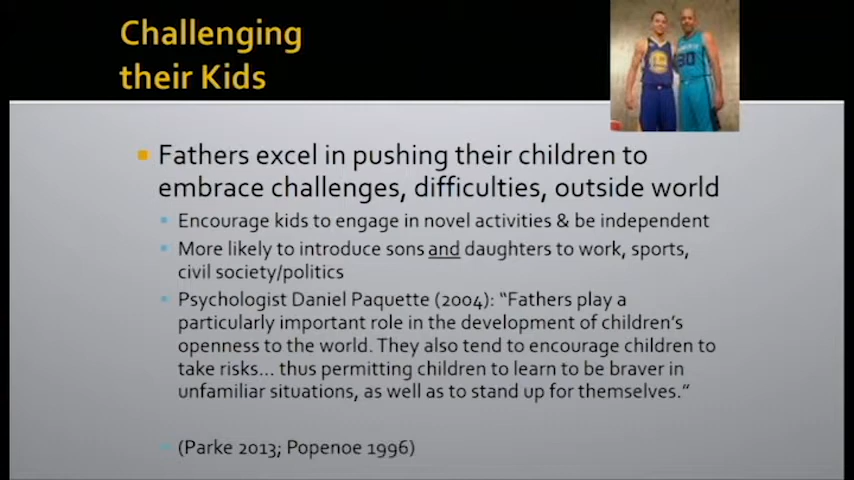 Challenging
their Kids
Fathers excel in pushing their children to
embrace challenges, difficulties, outside world
Encourage kids to engage in novel activities & be independent
More likely to introduce sons and daughters to work, sports,
civil society/politics
Psychologist Daniel Paquette (2004): “Fathers play a
particularly important role in the development of children’s
openness to the world. They also tend to encourage children to
take risks... thus permitting children to learn to be braver in
unfamiliar situations, as well as to stand up for themselves.”
(Parke 2013; Popenoe 1996)
30